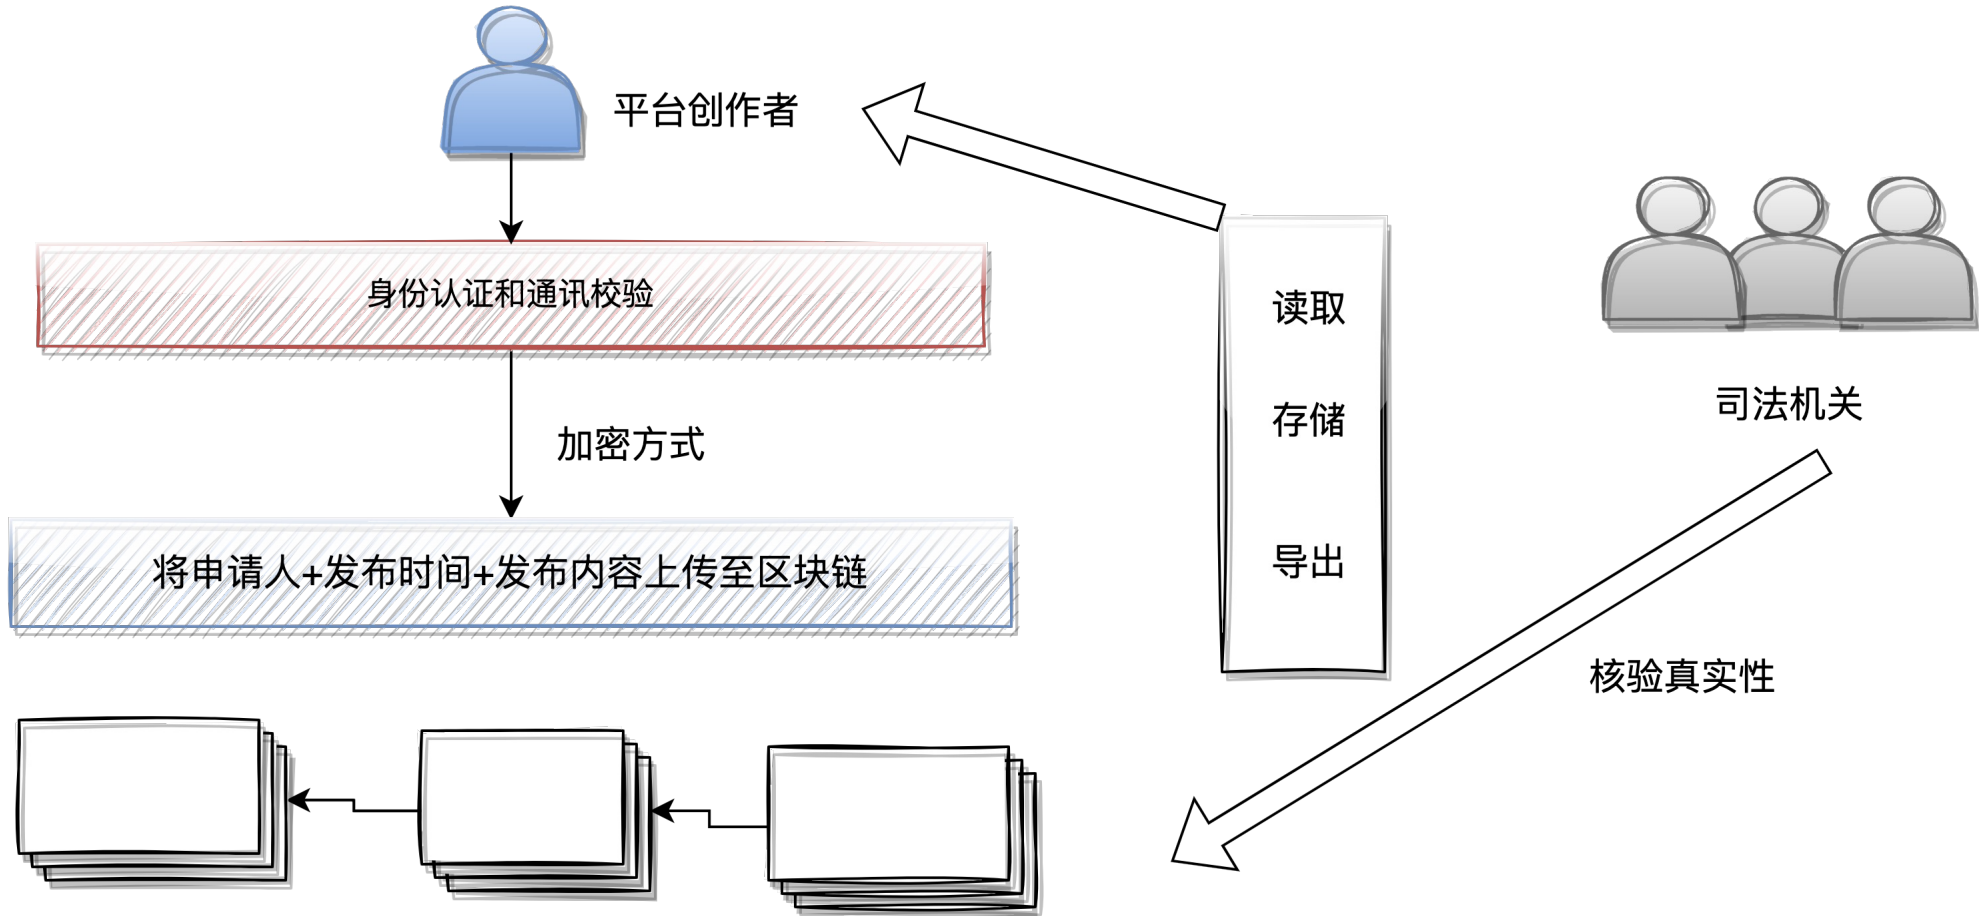 平台创作者
身份认证和通讯校验
加密方式
将申请人+发布时间+发布内容上传至区块链
读取
存储
导出
司法机关
核验真实性